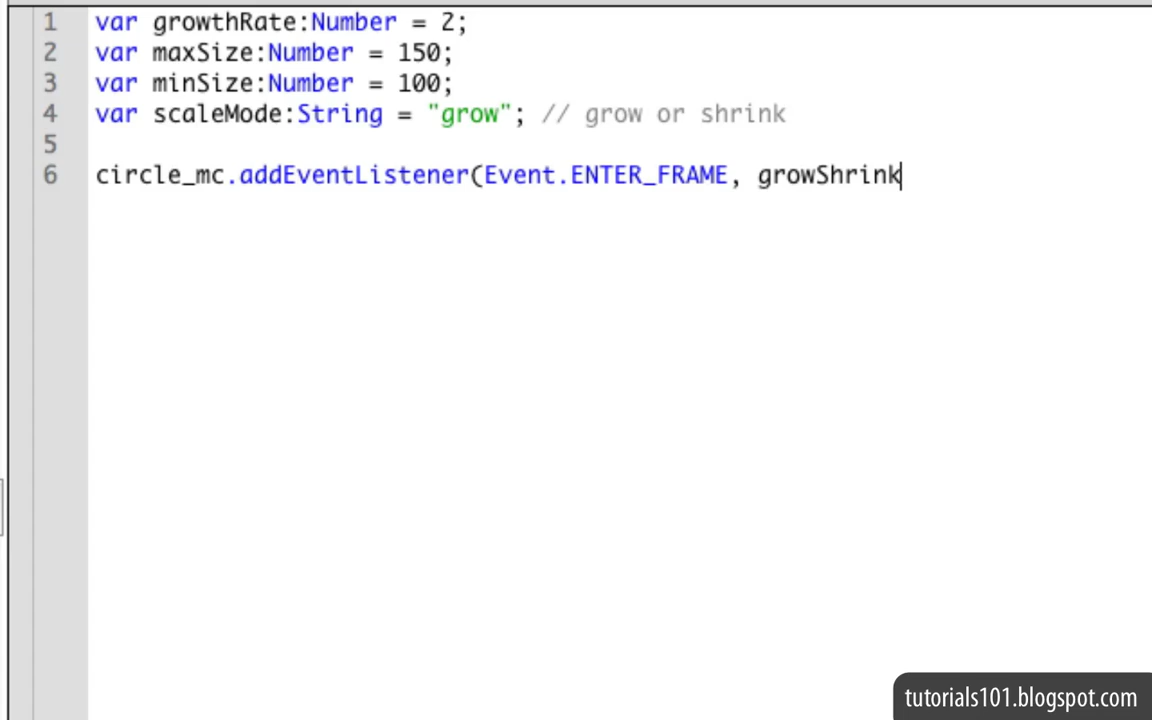 1 var growthRate:Number = 2;
2 var maxSize:Number = 150;
3 var minSize:Number = 100;
4 var scaleMode:String = "grow"; // grow or shrink
5
6 circle_mc.addEventListener(Event.ENTER_FRAME, growShrink
tutorials101.blogspot.com